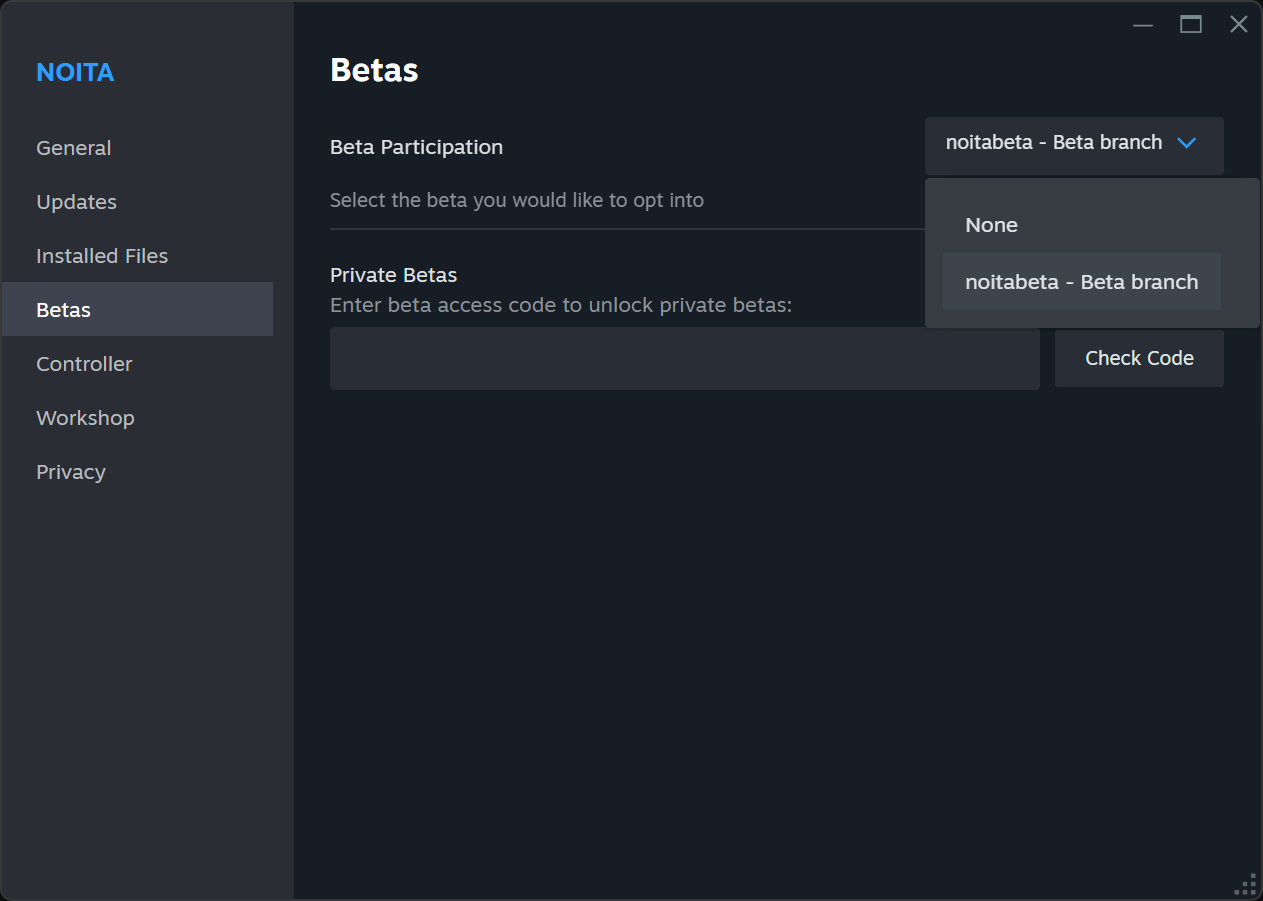 NOITA
General
Updates
Installed Files
Betas
Controller
Workshop
Privacy
Betas
Beta Participation
noitabeta - Beta branch
Select the beta you would like to opt into
None
noitabeta - Beta branch
Private Betas
Enter beta access code to unlock private betas:
Check Code